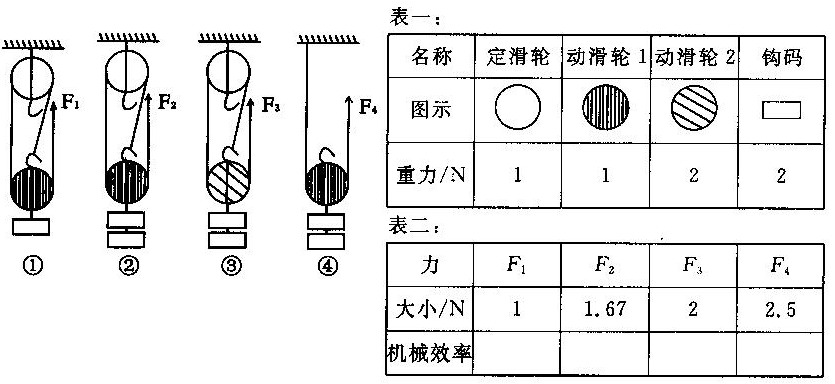 F₁ F₂ F₃ F₄
① ② ③ ④
表一：
名称 定滑轮 动滑轮1 动滑轮2 钩码
图示
重力/N 1 1 2 2
表二：
力 F₁ F₂ F₃ F₄
大小/N 1 1.67 2 2.5
机械效率